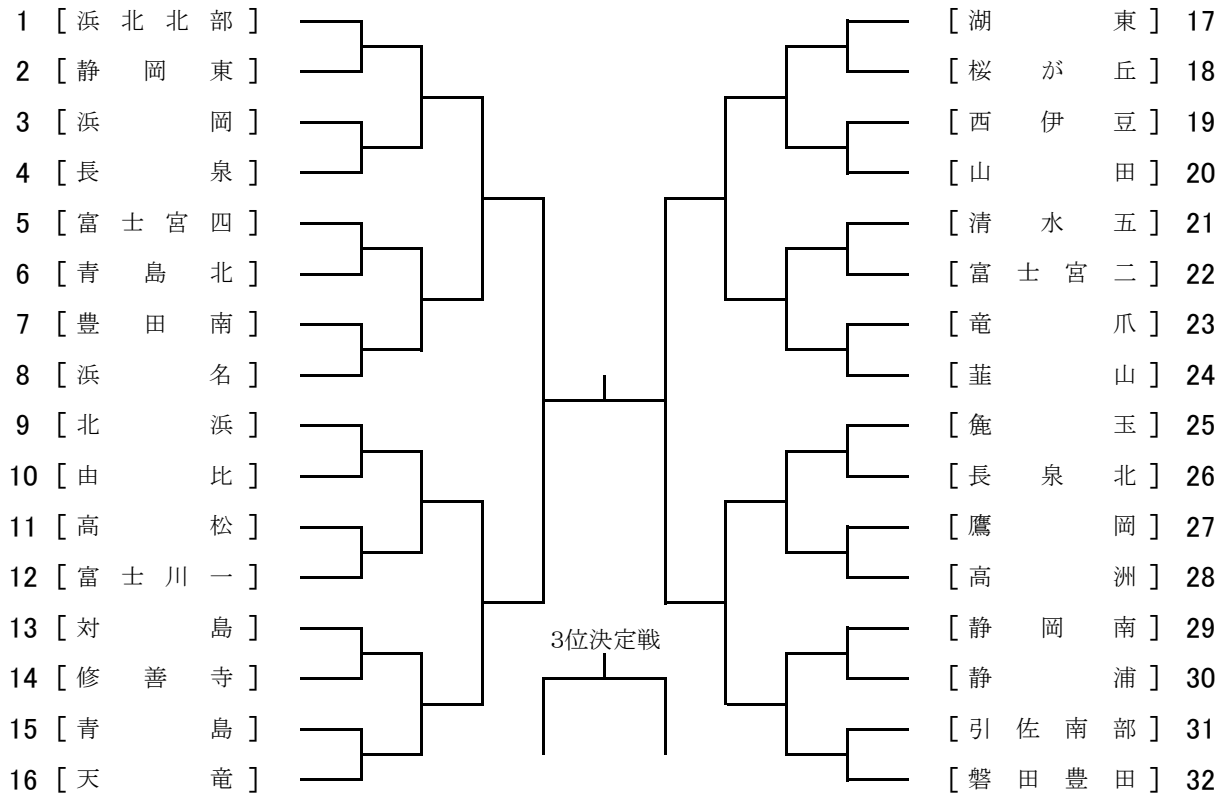 1 [浜北北部] [湖東] 17
2 [静岡東] [桜が丘] 18
3 [浜岡] [西伊豆] 19
4 [長泉] [山田] 20
5 [富士宮四] [清水五] 21
6 [青島北] [富士宮二] 22
7 [豊田南] [竜爪] 23
8 [浜名] [韮山] 24
9 [北浜] [麁玉] 25
10 [由比] [長泉北] 26
11 [高松] [鷹岡] 27
12 [富士川一] [高洲] 28
13 [対島] [静岡南] 29
3位決定戦
14 [修善寺] [静浦] 30
15 [青島] [引佐南部] 31
16 [天竜] [磐田豊田] 32